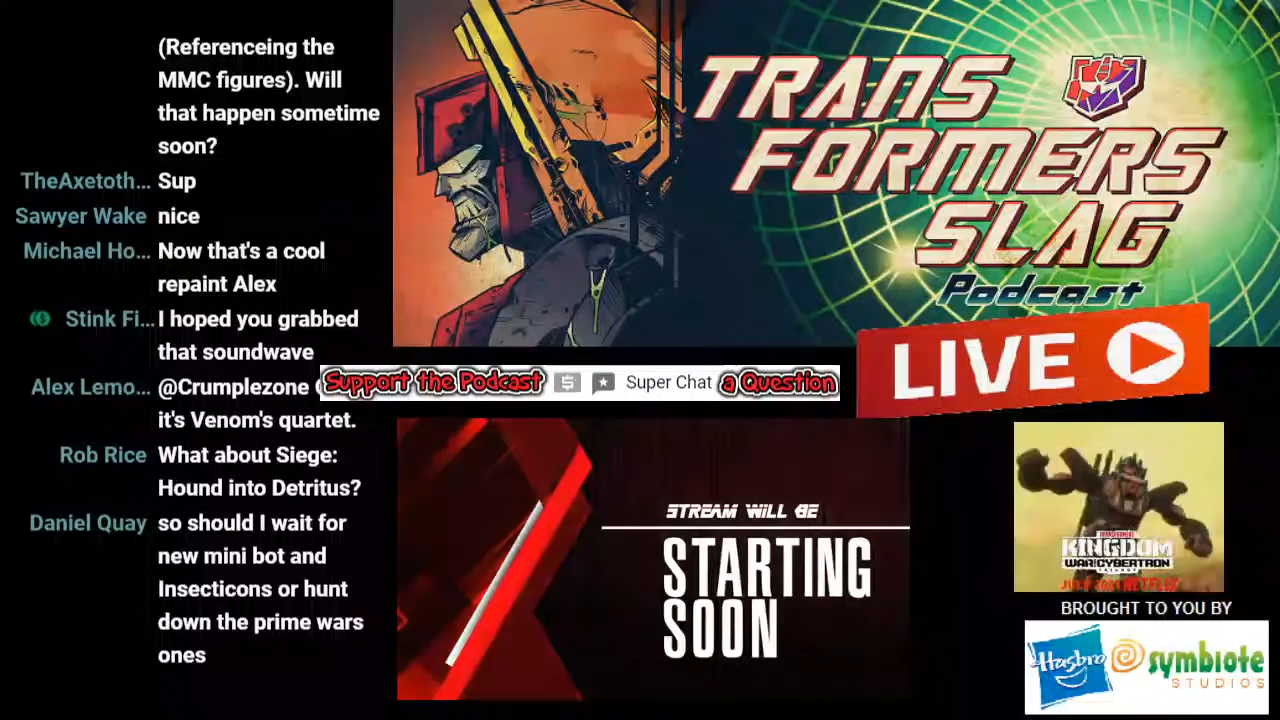 (Referenceing the
MMC figures). Will
that happen sometime
soon?
TheAxetoth... Sup
Sawyer Wake nice
Michael Ho... Now that's a cool
repaint Alex
Stink Fi... I hoped you grabbed
that soundwave
Alex Lemo... @Crumplezone
it's Venom's quartet.
Rob Rice What about Siege:
Hound into Detritus?
Daniel Quay so should I wait for
new mini bot and
Insecticons or hunt
down the prime wars
ones
TRANS
FORMERS
SLAG
Podcast
LIVE
Support the Podcast $ Super Chat a Question
STREAM WILL BE
STARTING
SOON
TRANSFORMERS
KINGDOM
WAR FOR CYBERTRON
TRILOGY
BROUGHT TO YOU BY
Hasbro symbiote
STUDIOS